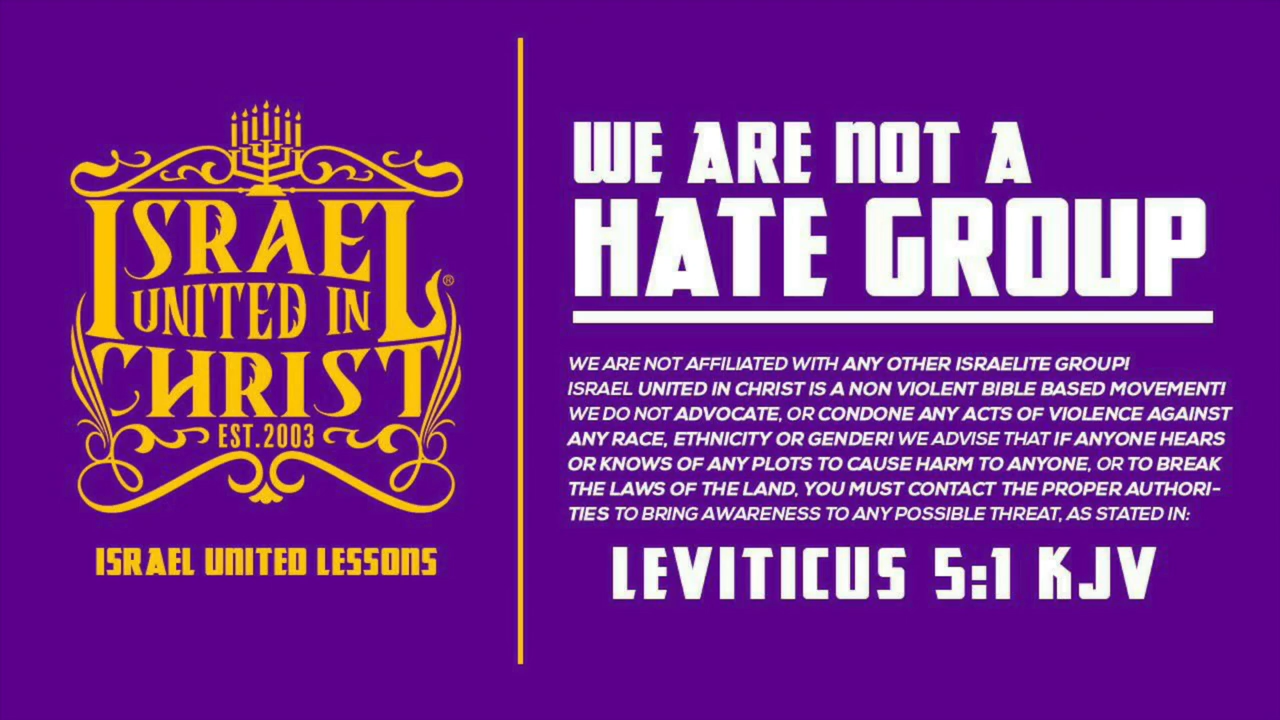 ISRAEL
UNITED IN
CHRIST
EST.2003
®
ISRAEL UNITED LESSONS
WE ARE NOT A
HATE GROUP
WE ARE NOT AFFILIATED WITH ANY OTHER ISRAELITE GROUP!
ISRAEL UNITED IN CHRIST IS A NON VIOLENT BIBLE BASED MOVEMENT!
WE DO NOT ADVOCATE, OR CONDONE ANY ACTS OF VIOLENCE AGAINST
ANY RACE, ETHNICITY OR GENDER! WE ADVISE THAT IF ANYONE HEARS
OR KNOWS OF ANY PLOTS TO CAUSE HARM TO ANYONE, OR TO BREAK
THE LAWS OF THE LAND, YOU MUST CONTACT THE PROPER AUTHORI-
TIES TO BRING AWARENESS TO ANY POSSIBLE THREAT, AS STATED IN:
LEVITICUS 5:1 KJV